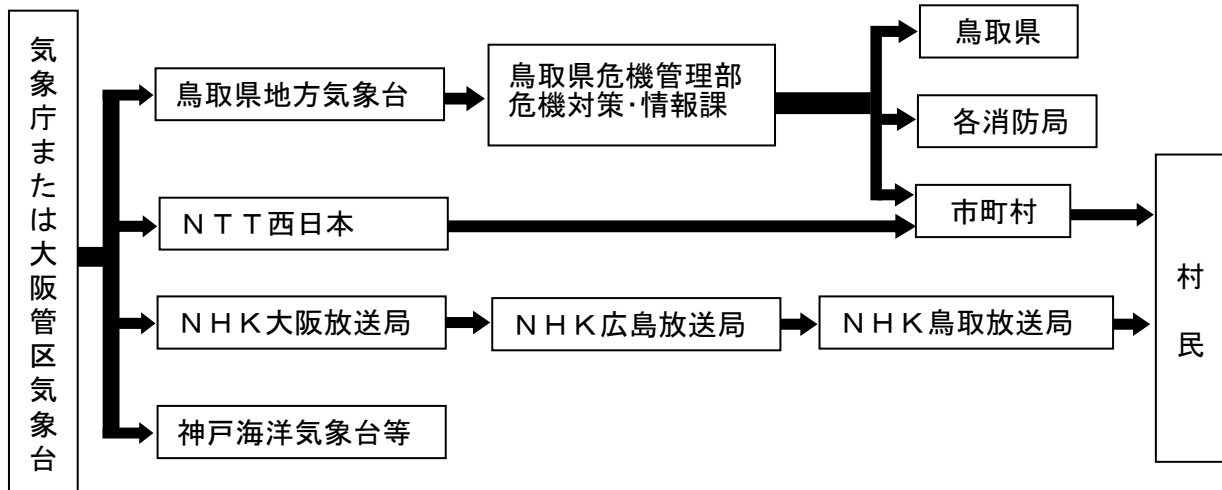 気象庁または大阪管区気象台
鳥取県地方気象台
鳥取県危機管理部
危機対策・情報課
鳥取県
各消防局
市町村
NTT西日本
NHK大阪放送局
NHK広島放送局
NHK鳥取放送局
神戸海洋気象台等
村民